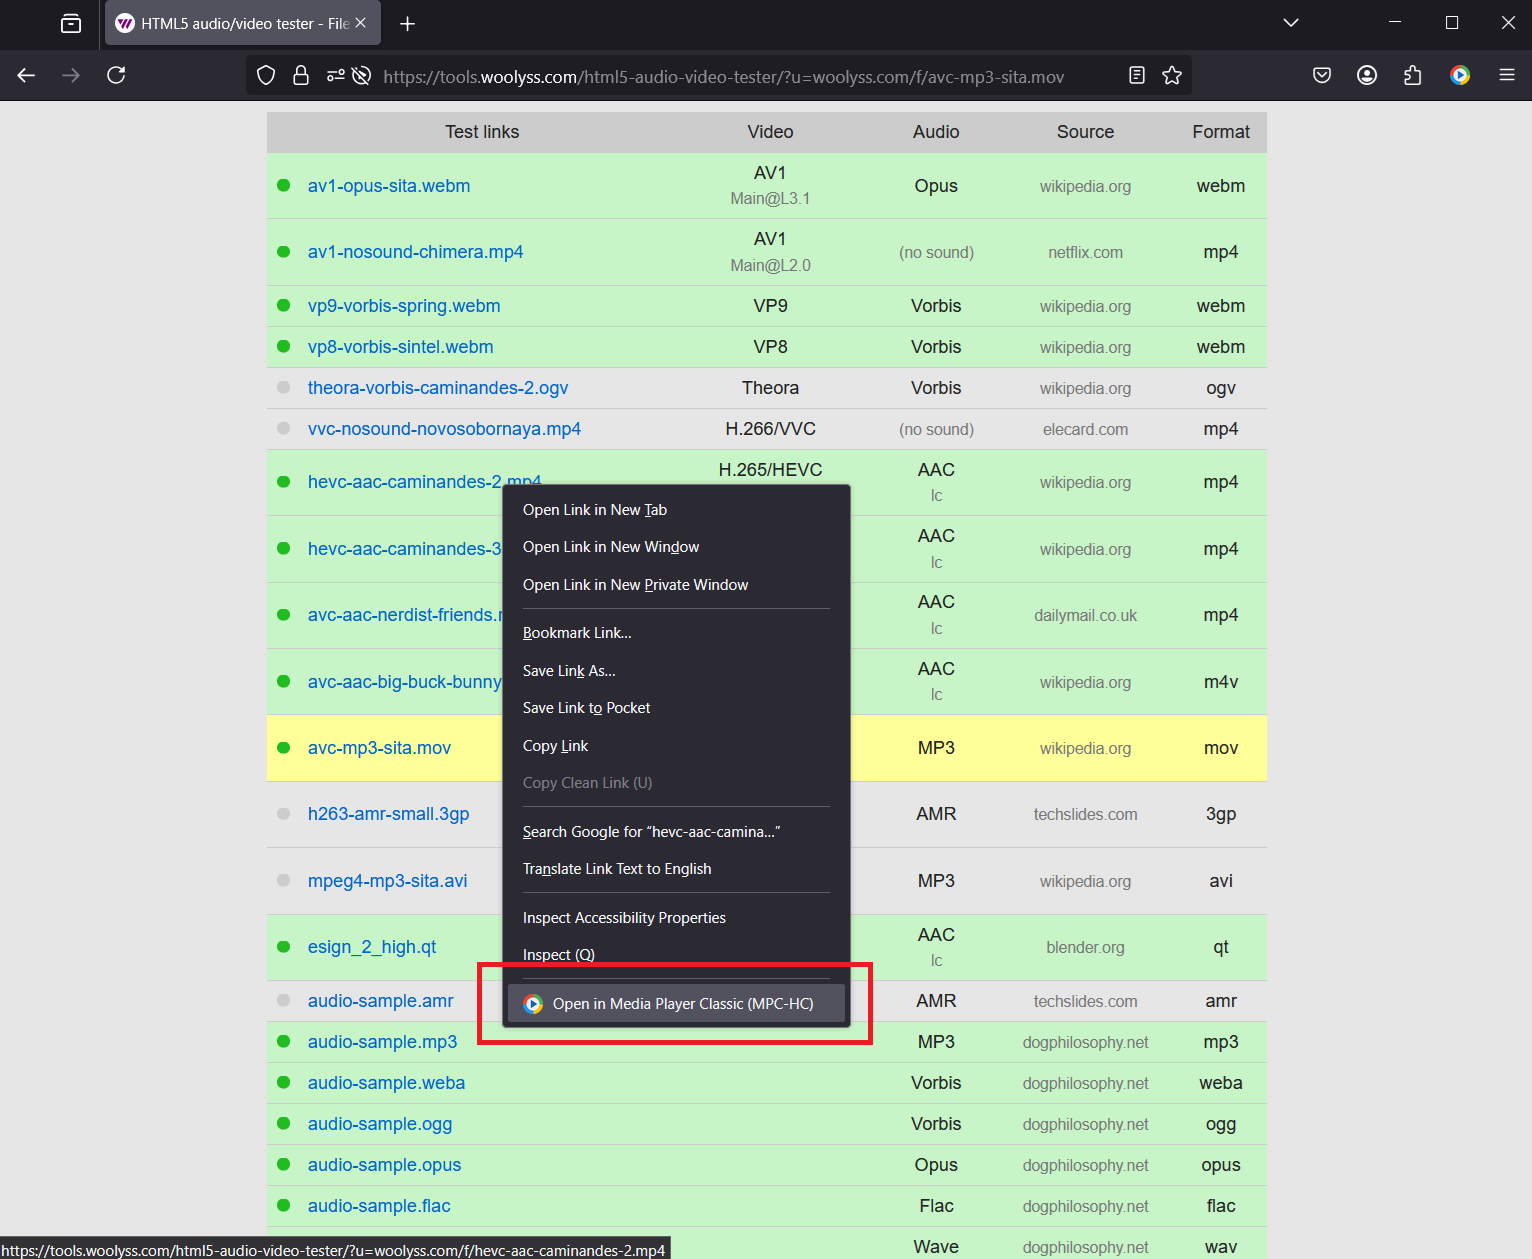 HTML5 audio/video tester - File
https://tools.woolyss.com/html5-audio-video-tester/?u=woolyss.com/f/avc-mp3-sita.mov
Test links Video Audio Source Format
av1-opus-sita.webm AV1 Main@L3.1 Opus wikipedia.org webm
av1-nosound-chimera.mp4 AV1 Main@L2.0 (no sound) netflix.com mp4
vp9-vorbis-spring.webm VP9 Vorbis wikipedia.org webm
vp8-vorbis-sintel.webm VP8 Vorbis wikipedia.org webm
theora-vorbis-caminandes-2.ogv Theora Vorbis wikipedia.org ogv
vvc-nosound-novosobornaya.mp4 H.266/VVC (no sound) elecard.com mp4
hevc-aac-caminandes-2.mp4 H.265/HEVC AAC lc wikipedia.org mp4
hevc-aac-caminandes-3 AAC lc wikipedia.org mp4
avc-aac-nerdist-friends. AAC lc dailymail.co.uk mp4
avc-aac-big-buck-bunny AAC lc wikipedia.org m4v
avc-mp3-sita.mov MP3 wikipedia.org mov
h263-amr-small.3gp AMR techslides.com 3gp
mpeg4-mp3-sita.avi MP3 wikipedia.org avi
esign_2_high.qt AAC lc blender.org qt
audio-sample.amr AMR techslides.com amr
audio-sample.mp3 MP3 dogphilosophy.net mp3
audio-sample.weba Vorbis dogphilosophy.net weba
audio-sample.ogg Vorbis dogphilosophy.net ogg
audio-sample.opus Opus dogphilosophy.net opus
audio-sample.flac Flac dogphilosophy.net flac
Wave dogphilosophy.net wav
Open Link in New Tab
Open Link in New Window
Open Link in New Private Window
Bookmark Link...
Save Link As...
Save Link to Pocket
Copy Link
Copy Clean Link (U)
Search Google for “hevc-aac-camina...”
Translate Link Text to English
Inspect Accessibility Properties
Inspect (Q)
Open in Media Player Classic (MPC-HC)
https://tools.woolyss.com/html5-audio-video-tester/?u=woolyss.com/f/hevc-aac-caminandes-2.mp4